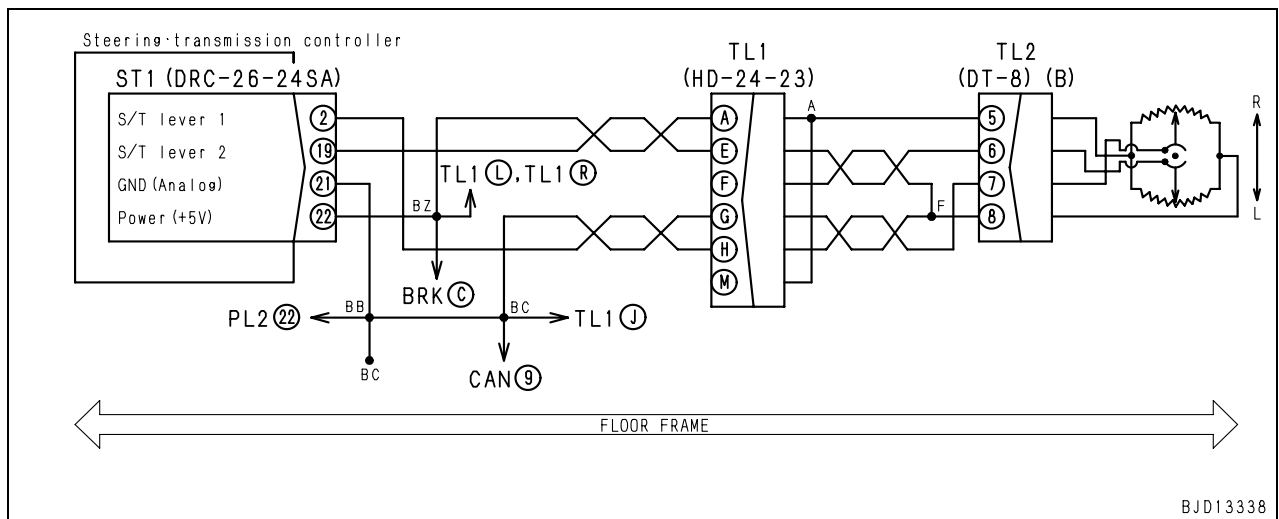 Steering·transmission controller
ST1 (DRC-26-24SA)
S/T lever 1
2
S/T lever 2
19
GND (Analog)
21
Power (+5V)
22
TL1 L, TL1 R
BZ
BRK C
PL2 22
BB
BC
BC
TL1 J
CAN 9
TL1
(HD-24-23)
A
E
F
G
H
M
A
F
TL2
(DT-8) (B)
5
6
7
8
R
L
FLOOR FRAME
BJD13338